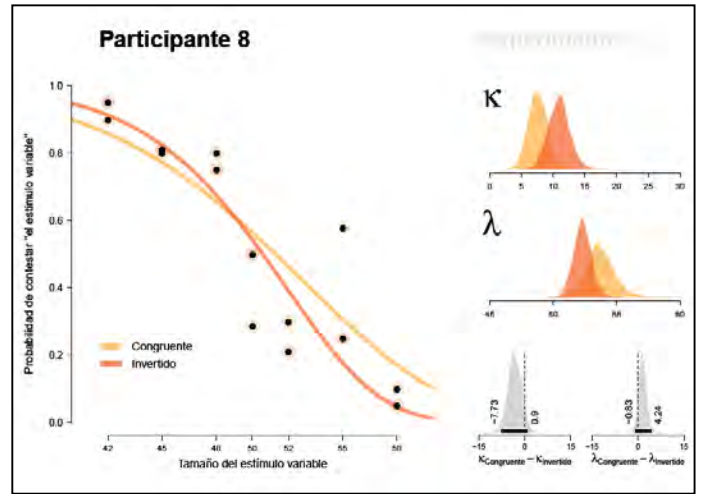 Participante 8
Probabilidad de contestar "el estímulo variable"
1.0
0.8
0.6
0.4
0.2
0.0
Congruente
Invertido
42 45 48 50 52 55 58
Tamaño del estímulo variable
κ
0 5 10 15 20 25 30
λ
45 50 55 60
−7.73 0.9
−15 0 15
κCongruente − κInvertido
−0.83 4.24
−15 0 15
λCongruente − λInvertido